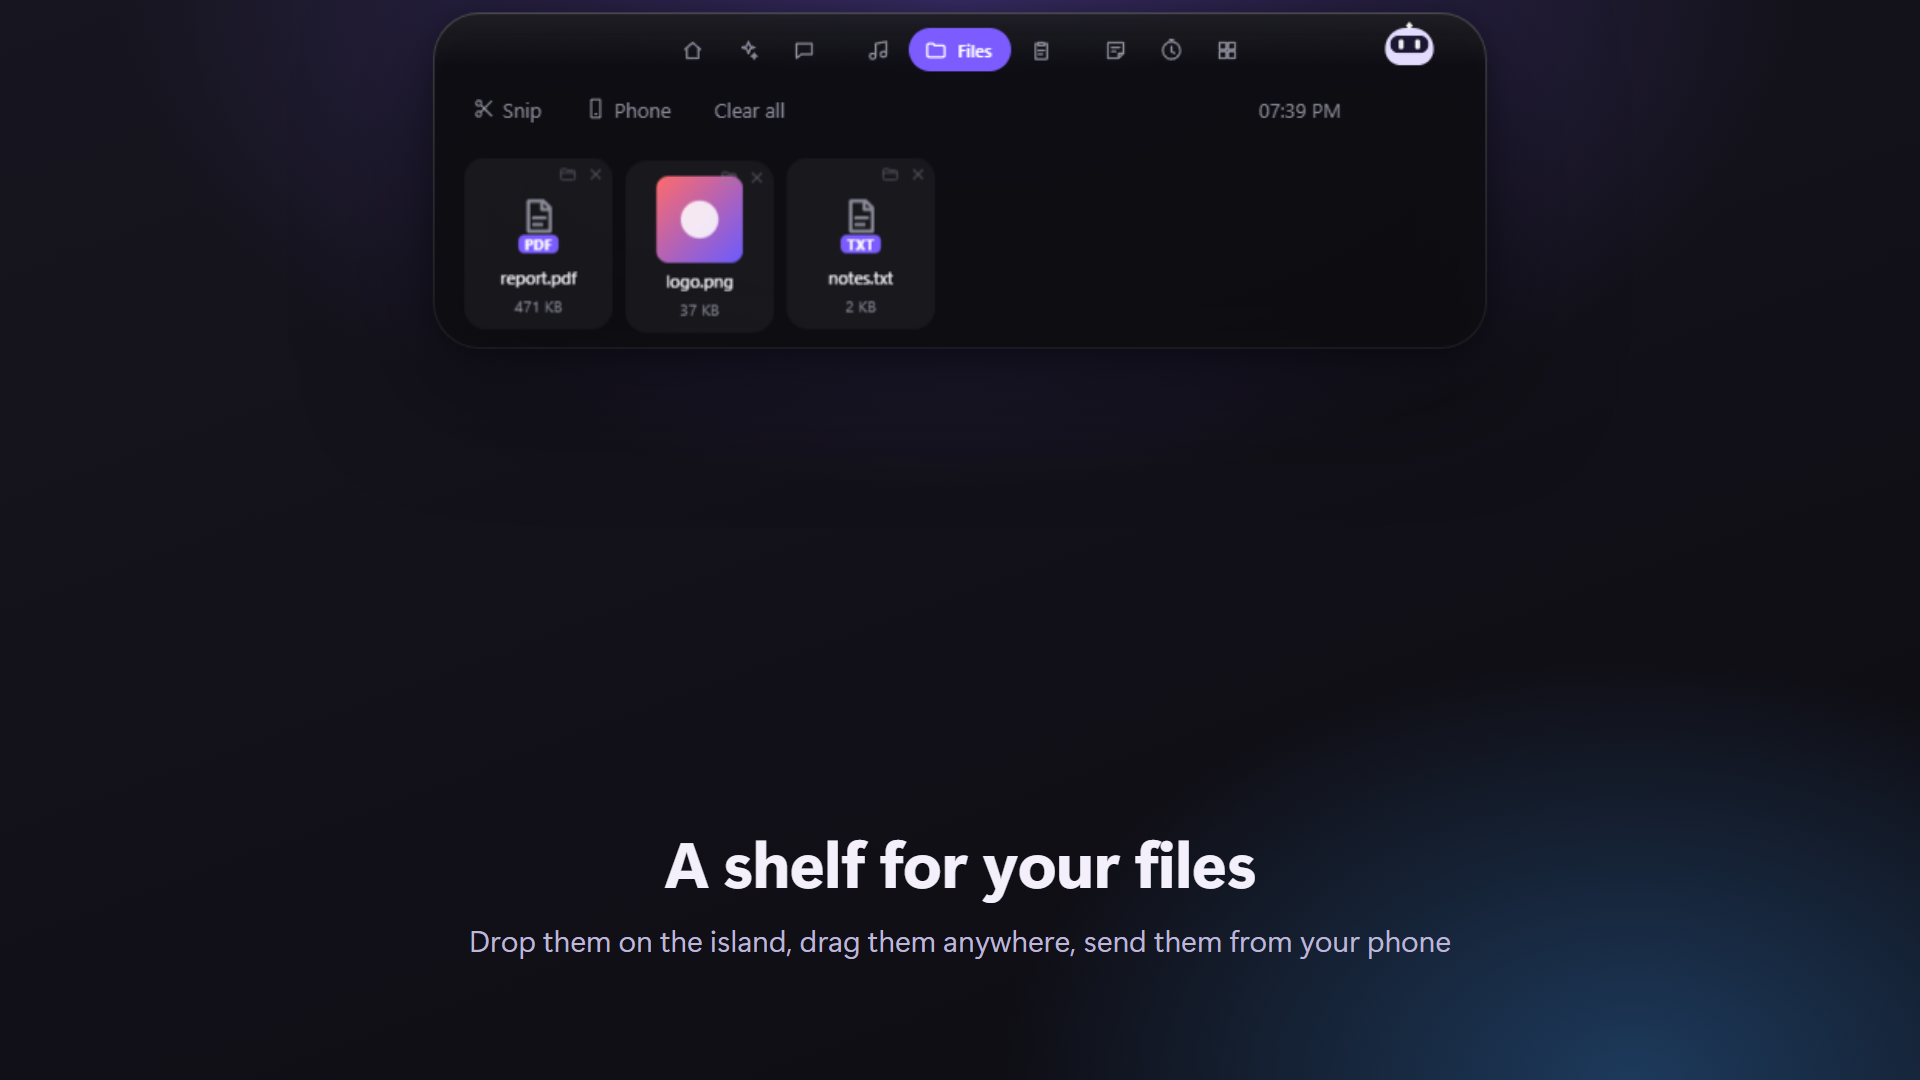 Files
Snip Phone Clear all 07:39 PM
PDF TXT
report.pdf logo.png notes.txt
471 KB 37 KB 2 KB
A shelf for your files
Drop them on the island, drag them anywhere, send them from your phone